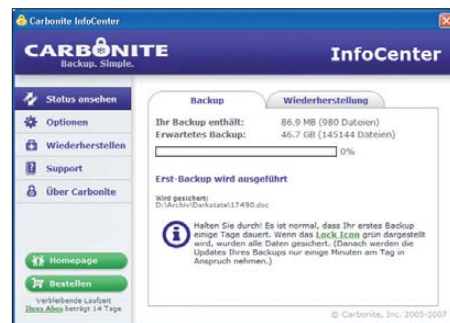 Carbonite InfoCenter
CARBONITE
Backup. Simple.
InfoCenter
Status ansehen
Optionen
Wiederherstellen
Support
Über Carbonite
Homepage
Bestellen
Verbleibende Laufzeit
Ihres Abos beträgt 14 Tage
Backup
Wiederherstellung
Ihr Backup enthält: 86.9 MB (980 Dateien)
Erwartetes Backup: 46.7 GB (145144 Dateien)
0%
Erst-Backup wird ausgeführt
Wird gesichert:
D:\Archiv\Darkstate\17490.doc
Halten Sie durch! Es ist normal, dass Ihr erstes Backup
einige Tage dauert. Wenn das Lock Icon grün dargestellt
wird, wurden alle Daten gesichert. (Danach werden die
Updates Ihres Backups nur einige Minuten am Tag in
Anspruch nehmen.)
© Carbonite, Inc. 2005-2007